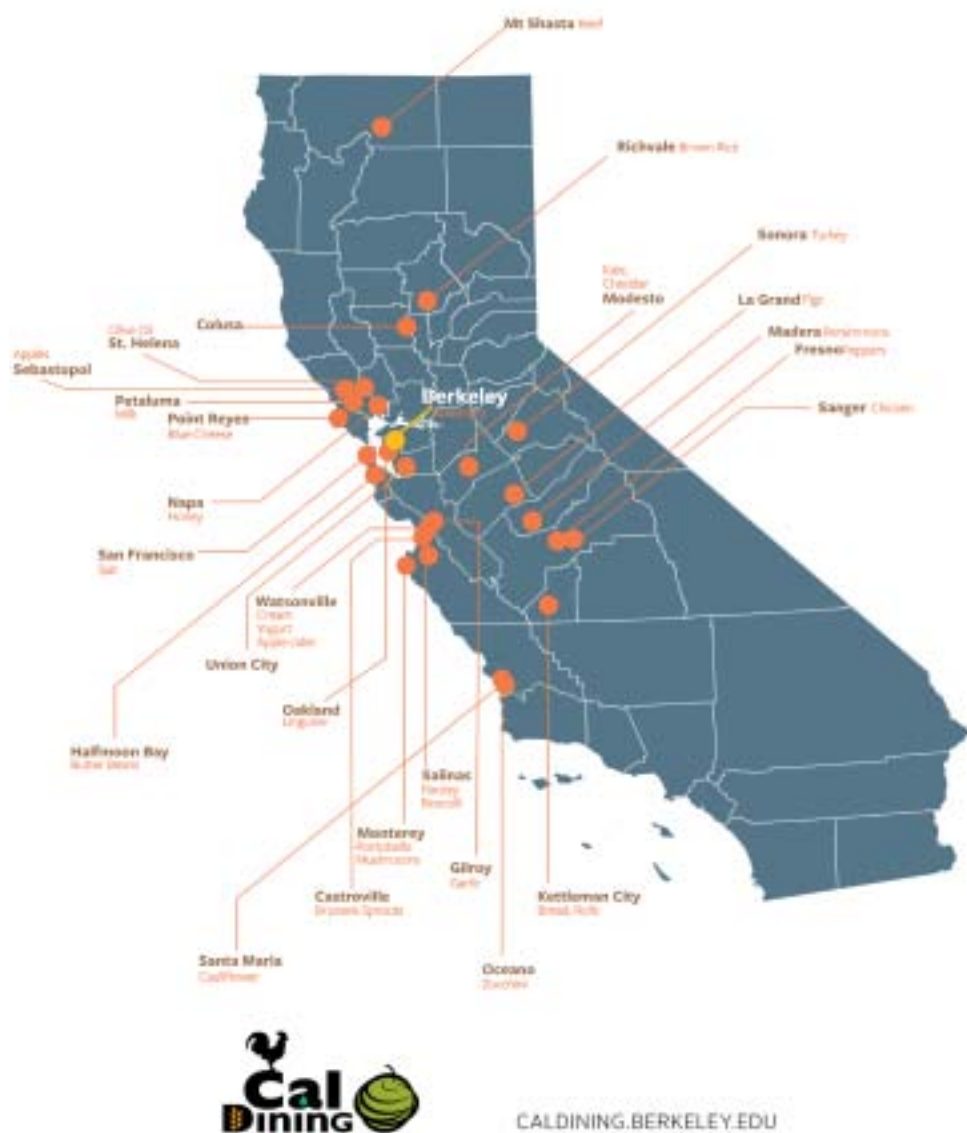 Mt Shasta Beef
Richvale Brown Rice
Sonora Turkey
Kale,
Cheddar
Modesto
La Grand Figs
Madera Persimmons
Fresno Peppers
Sanger Chicken
Colusa
Olive Oil
St. Helena
Apples
Sebastopol
Petaluma
Milk
Point Reyes
Blue Cheese
Berkeley
Napa
Honey
San Francisco
Salt
Watsonville
Cream
Yogurt
Apple cider
Union City
Oakland
Linguine
Halfmoon Bay
Butter Beans
Salinas
Parsley
Broccoli
Monterey
Portobello
Mushrooms
Gilroy
Garlic
Castroville
Brussels Sprouts
Kettleman City
Bread, Rolls
Santa Maria
Cauliflower
Oceano
Zucchini
Cal
Dining
CALDINING.BERKELEY.EDU